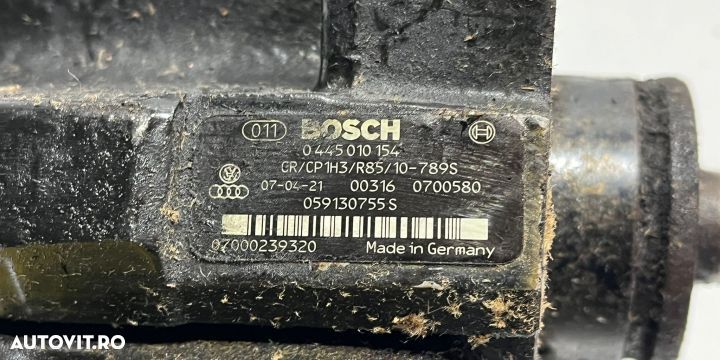 011 BOSCH
0 445 010 154
CR/CP1H3/R85/10-789S
07-04-21 00316 0700580
059130755S
07000239320 Made in Germany
AUTOVIT.RO